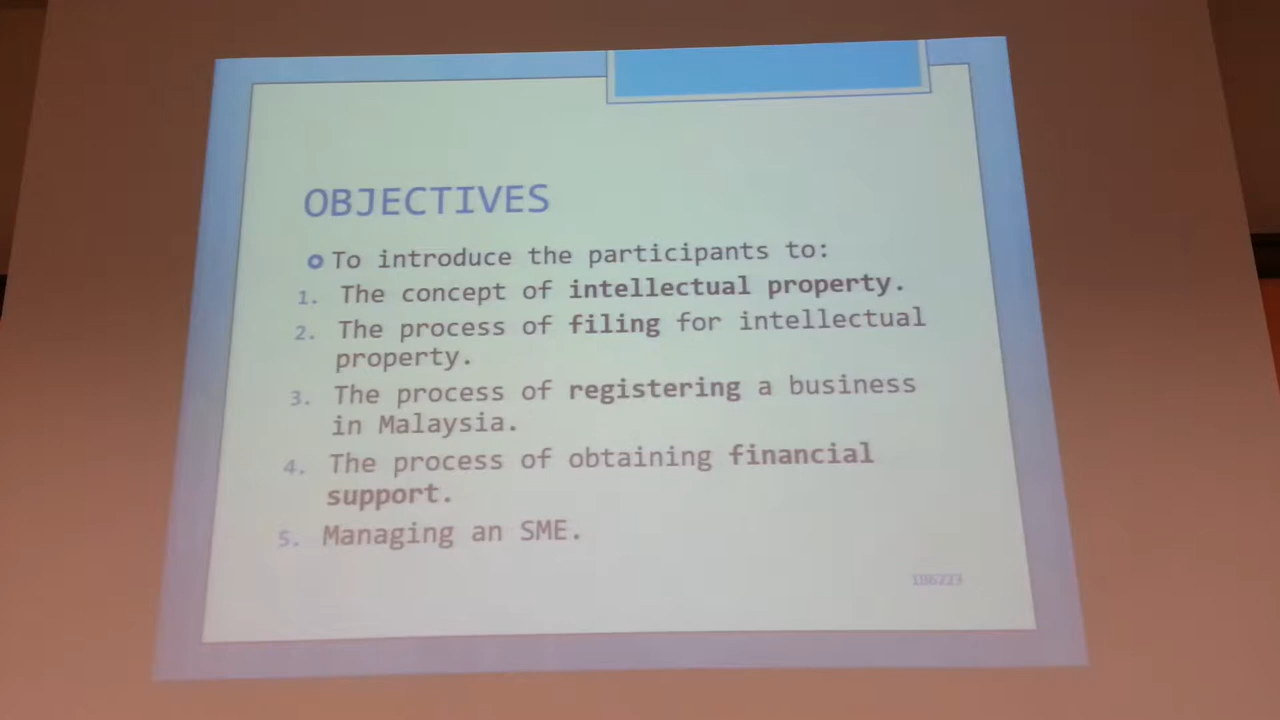 OBJECTIVES
To introduce the participants to:
1. The concept of intellectual property.
2. The process of filing for intellectual
property.
3. The process of registering a business
in Malaysia.
4. The process of obtaining financial
support.
5. Managing an SME.